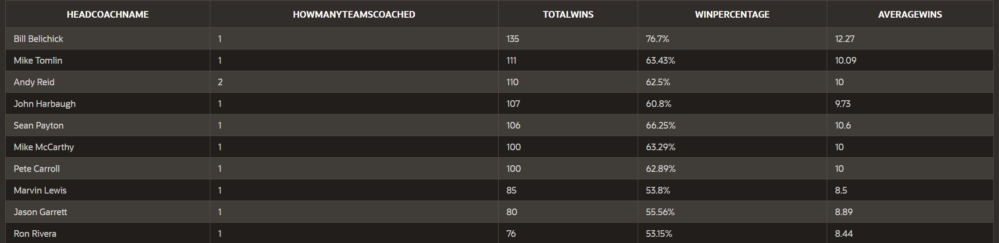 HEADCOACHNAME HOWMANYTEAMSCOACHED TOTALWINS WINPERCENTAGE AVERAGEWINS
Bill Belichick 1 135 76.7% 12.27
Mike Tomlin 1 111 63.43% 10.09
Andy Reid 2 110 62.5% 10
John Harbaugh 1 107 60.8% 9.73
Sean Payton 1 106 66.25% 10.6
Mike McCarthy 1 100 63.29% 10
Pete Carroll 1 100 62.89% 10
Marvin Lewis 1 85 53.8% 8.5
Jason Garrett 1 80 55.56% 8.89
Ron Rivera 1 76 53.15% 8.44